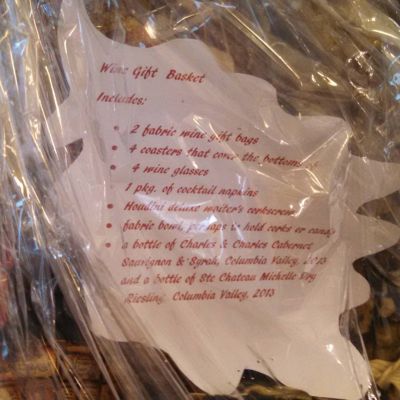 Wine Gift Basket
Includes:
• 2 fabric wine gift bags
• 4 coasters that cover the bottoms of
• 4 wine glasses
1 pkg. of cocktail napkins
• Houdini deluxe waiter's corkscrew
• fabric bowl, perhaps to hold corks or candy
• a bottle of Charles & Charles Cabernet
Sauvignon & Syrah, Columbia Valley, 2013
and a bottle of Ste Chateau Michelle Dry
Riesling, Columbia Valley, 2013